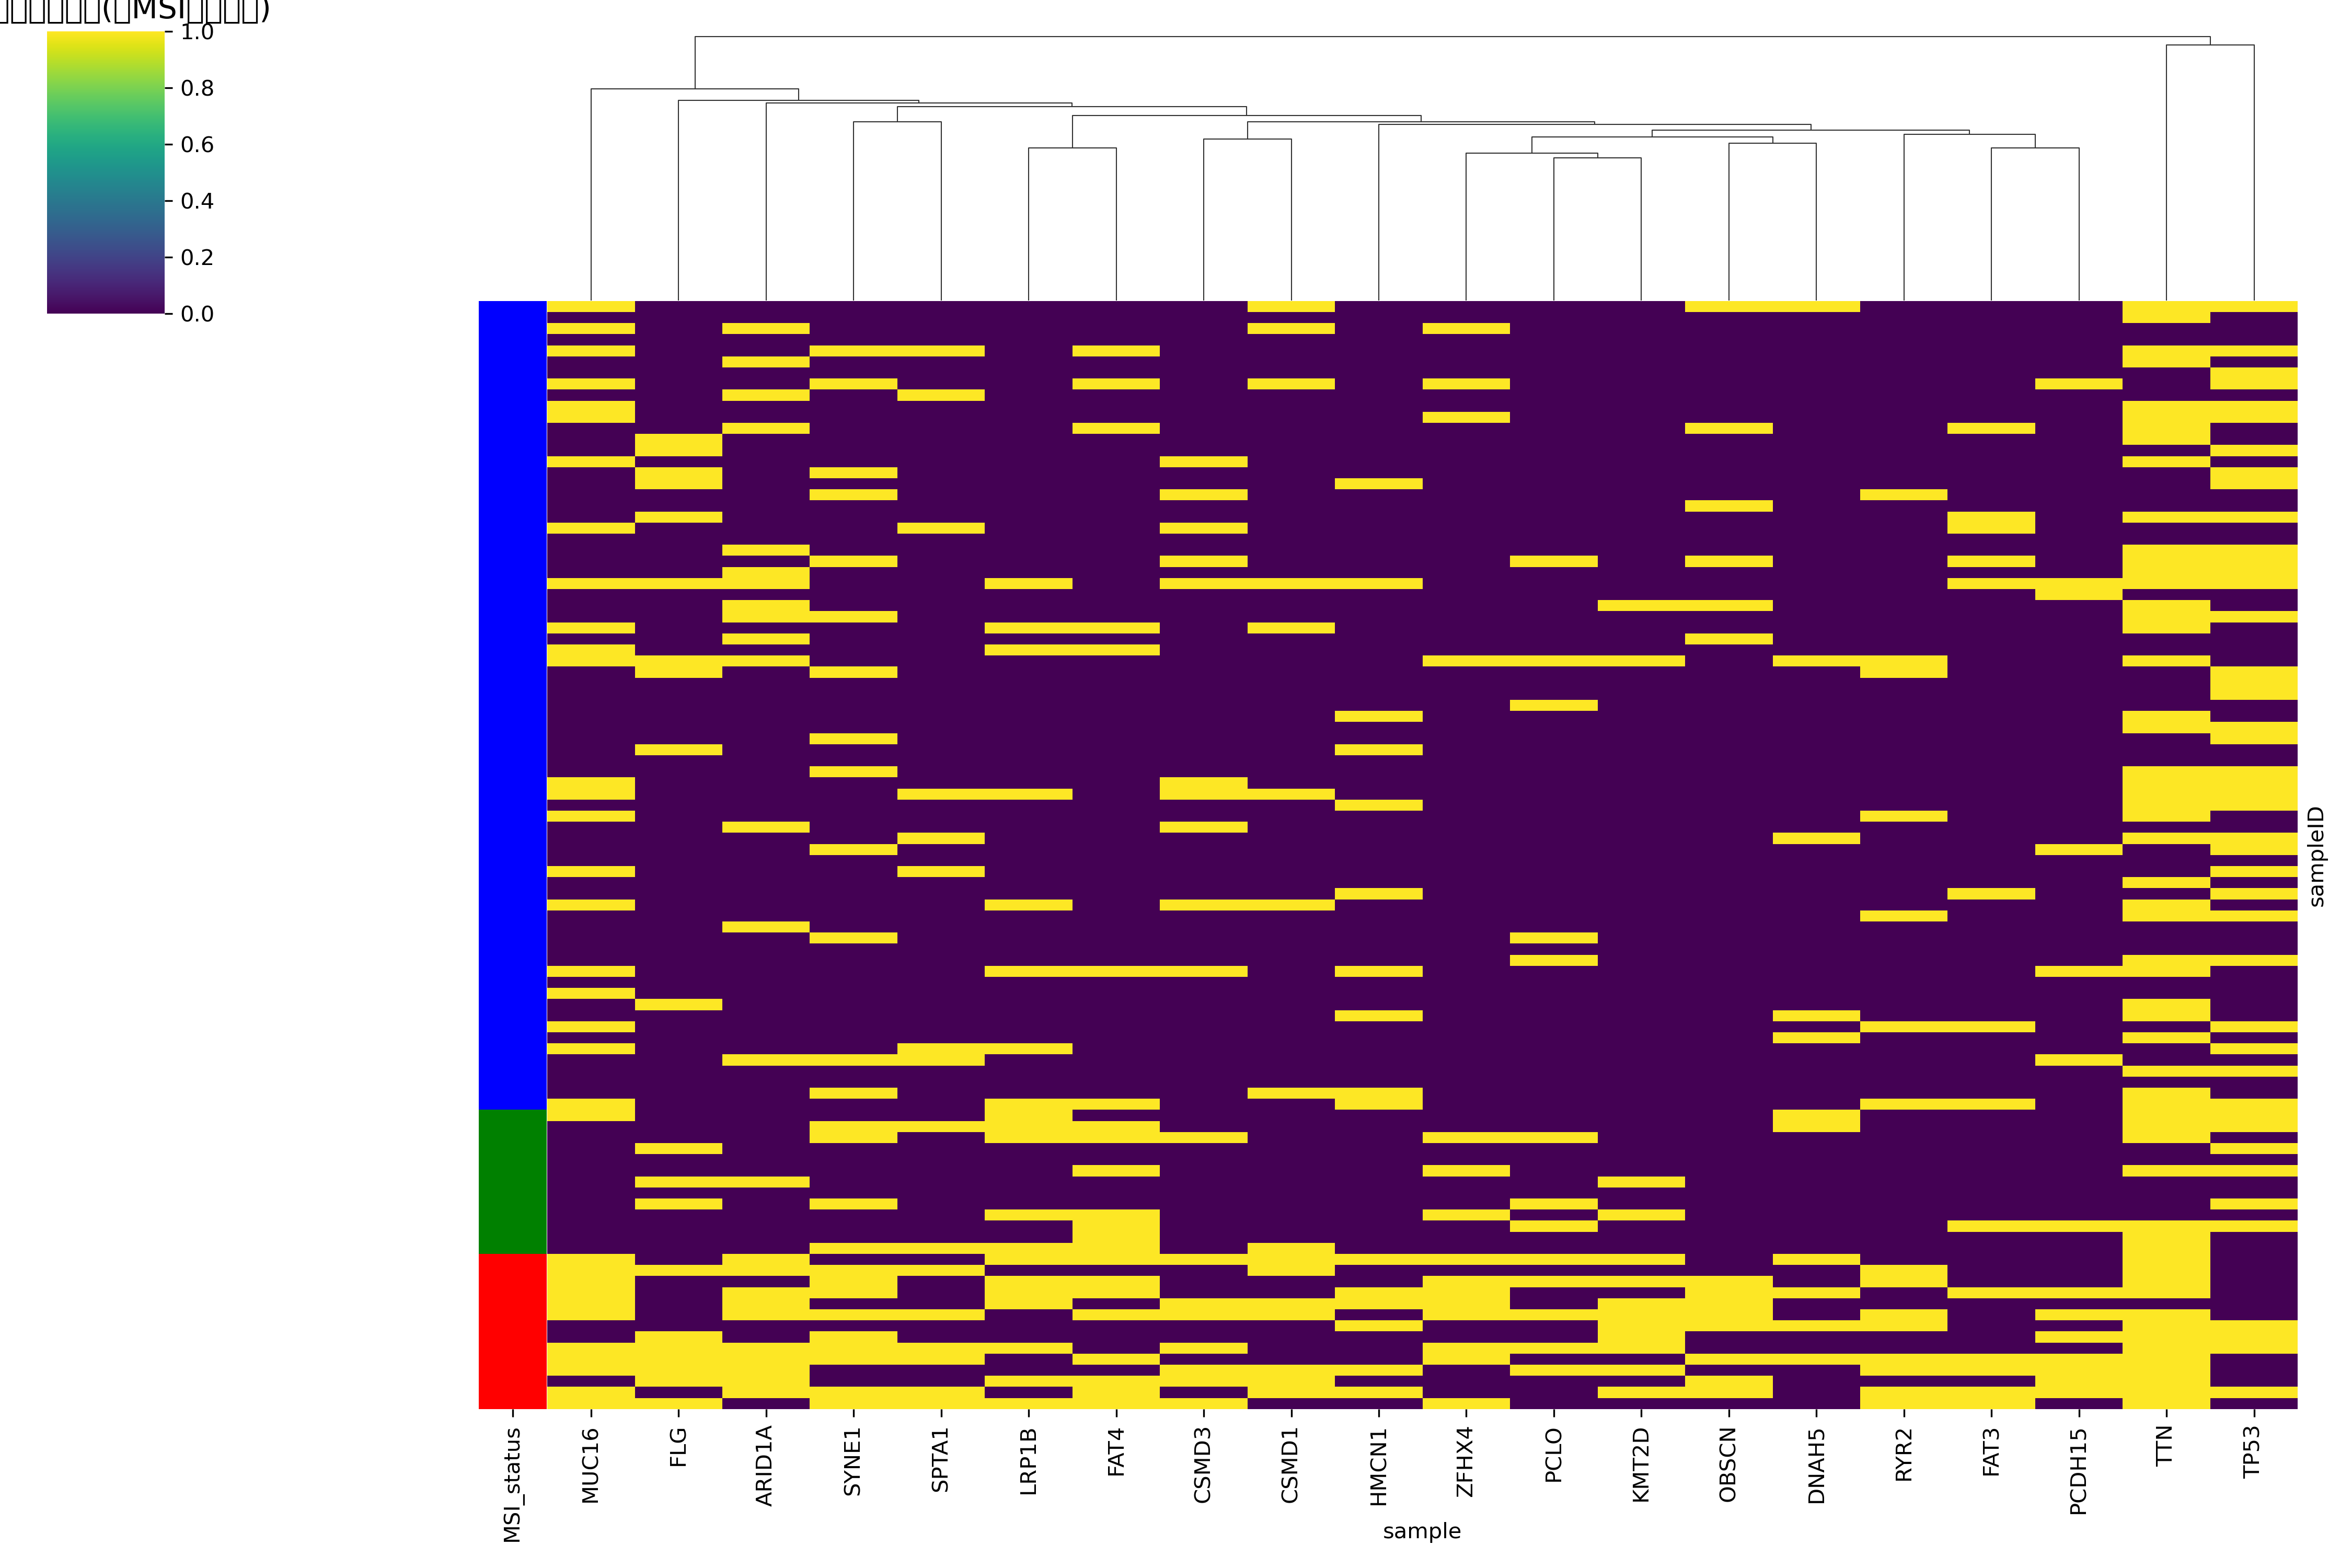 (
MSI
)
1.0
0.8
0.6
0.4
0.2
0.0
sampleID
MSI_status
MUC16
FLG
ARID1A
SYNE1
SPTA1
LRP1B
FAT4
CSMD3
CSMD1
HMCN1
ZFHX4
PCLO
KMT2D
OBSCN
DNAH5
RYR2
FAT3
PCDH15
TTN
TP53
sample